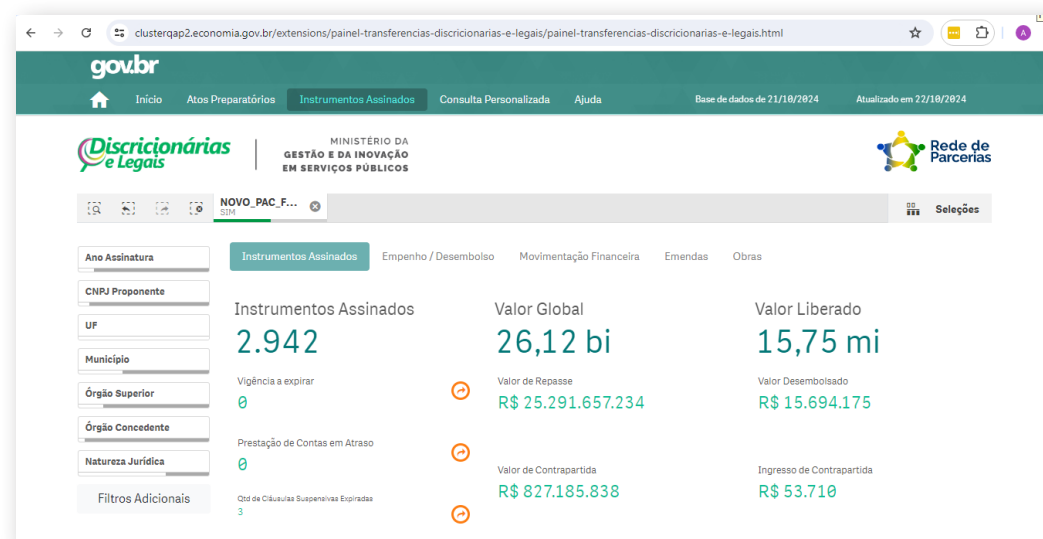 clusterqap2.economia.gov.br/extensions/painel-transferencias-discricionarias-e-legais/painel-transferencias-discricionarias-e-legais.html
A
gov.br
Início Atos Preparatórios Instrumentos Assinados Consulta Personalizada Ajuda Base de dados de 21/10/2024 Atualizado em 22/10/2024
Discricionárias
e Legais
MINISTÉRIO DA
GESTÃO E DA INOVAÇÃO
EM SERVIÇOS PÚBLICOS
Rede de
Parcerias
NOVO_PAC_F...
SIM
Seleções
Ano Assinatura
CNPJ Proponente
UF
Município
Órgão Superior
Órgão Concedente
Natureza Jurídica
Filtros Adicionais
Instrumentos Assinados Empenho / Desembolso Movimentação Financeira Emendas Obras
Instrumentos Assinados
2.942
Vigência a expirar
0
Prestação de Contas em Atraso
0
Qtd de Cláusulas Suspensivas Expiradas
3
Valor Global
26,12 bi
Valor de Repasse
R$ 25.291.657.234
Valor de Contrapartida
R$ 827.185.838
Valor Liberado
15,75 mi
Valor Desembolsado
R$ 15.694.175
Ingresso de Contrapartida
R$ 53.710